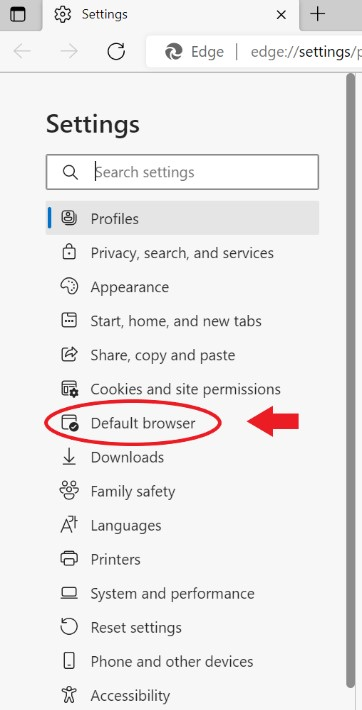 Settings
Edge | edge://settings/p
Settings
Search settings
Profiles
Privacy, search, and services
Appearance
Start, home, and new tabs
Share, copy and paste
Cookies and site permissions
Default browser
Downloads
Family safety
Languages
Printers
System and performance
Reset settings
Phone and other devices
Accessibility